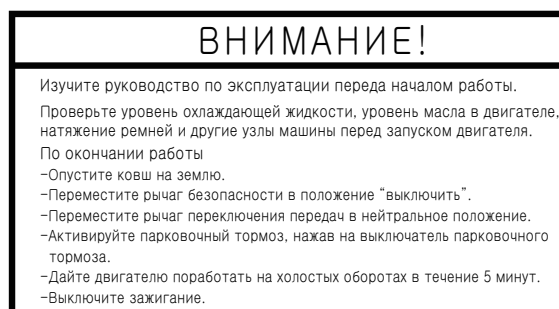 ВНИМАНИЕ!
Изучите руководство по эксплуатации переда началом работы.
Проверьте уровень охлаждающей жидкости, уровень масла в двигателе,
натяжение ремней и другие узлы машины перед запуском двигателя.
По окончании работы
-Опустите ковш на землю.
-Переместите рычаг безопасности в положение “выключить”.
-Переместите рычаг переключения передач в нейтральное положение.
-Активируйте парковочный тормоз, нажав на выключатель парковочного
тормоза.
-Дайте двигателю поработать на холостых оборотах в течение 5 минут.
-Выключите зажигание.